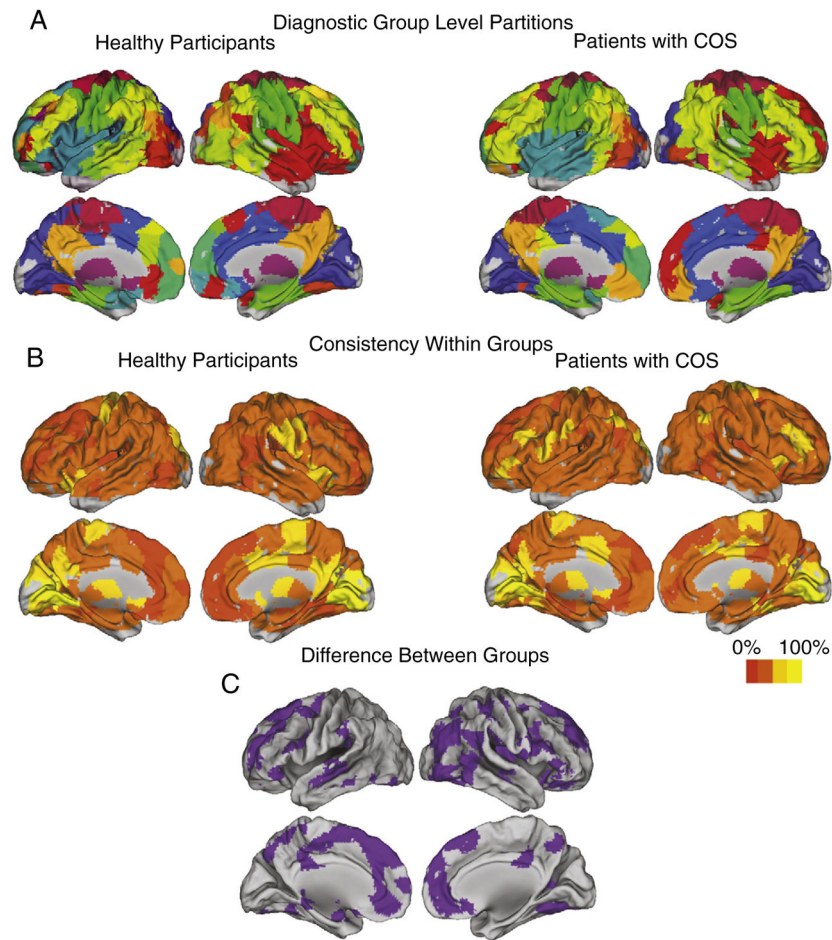 A
Diagnostic Group Level Partitions
Healthy Participants
Patients with COS
B
Consistency Within Groups
Healthy Participants
Patients with COS
0% 100%
Difference Between Groups
C